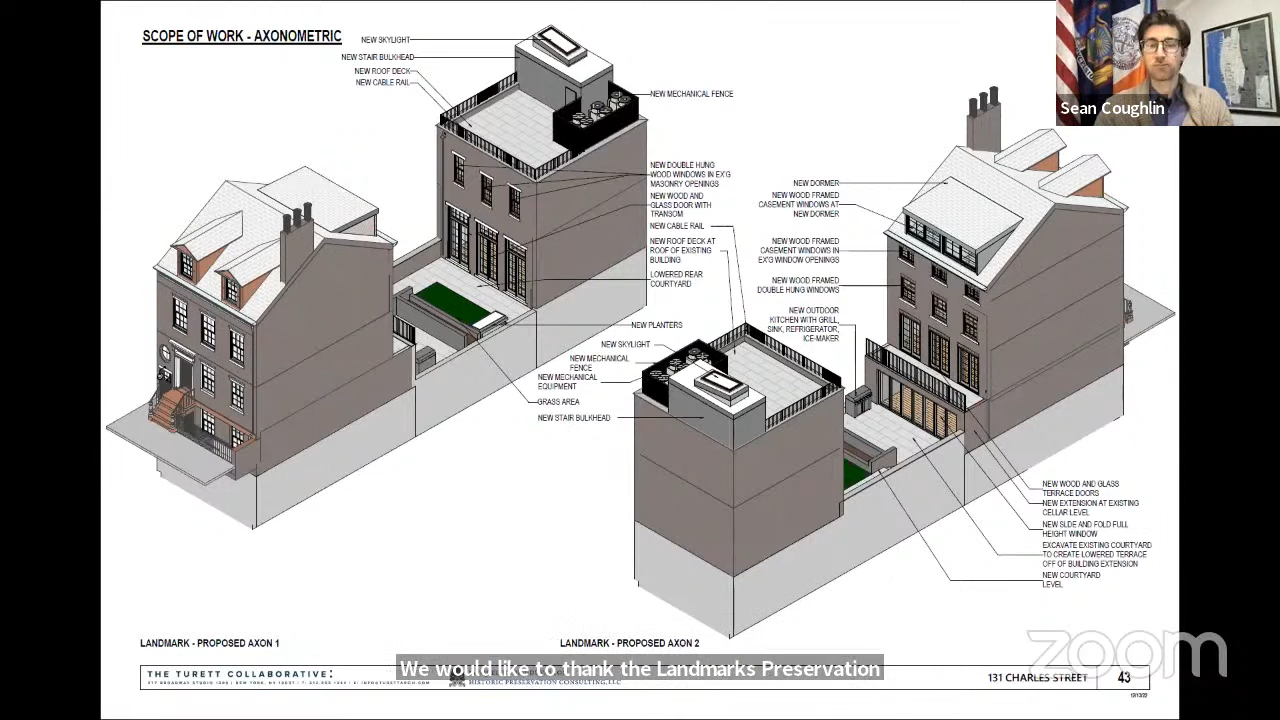 SCOPE OF WORK - AXONOMETRIC
NEW SKYLIGHT
NEW STAIR BULKHEAD
NEW ROOF DECK
NEW CABLE RAIL
NEW MECHANICAL FENCE
Sean Coughlin
NEW DOUBLE HUNG
WOOD WINDOWS IN EX'G
MASONRY OPENINGS
NEW WOOD AND
GLASS DOOR WITH
TRANSOM
NEW CABLE RAIL
NEW ROOF DECK AT
ROOF OF EXISTING
BUILDING
LOWERED REAR
COURTYARD
NEW PLANTERS
NEW SKYLIGHT
NEW MECHANICAL
FENCE
NEW MECHANICAL
EQUIPMENT
GRASS AREA
NEW STAIR BULKHEAD
NEW DORMER
NEW WOOD FRAMED
CASEMENT WINDOWS AT
NEW DORMER
NEW WOOD FRAMED
CASEMENT WINDOWS IN
EX'G WINDOW OPENINGS
NEW WOOD FRAMED
DOUBLE HUNG WINDOWS
NEW OUTDOOR
KITCHEN WITH GRILL,
SINK, REFRIGERATOR,
ICE-MAKER
NEW WOOD AND GLASS
TERRACE DOORS
NEW EXTENSION AT EXISTING
CELLAR LEVEL
NEW SLIDE AND FOLD FULL
HEIGHT WINDOW
EXCAVATE EXISTING COURTYARD
TO CREATE LOWERED TERRACE
OFF OF BUILDING EXTENSION
NEW COURTYARD
LEVEL
LANDMARK - PROPOSED AXON 1
LANDMARK - PROPOSED AXON 2
zoom
We would like to thank the Landmarks Preservation
THE TURETT COLLABORATIVE:
HISTORIC PRESERVATION CONSULTING, LLC
131 CHARLES STREET
43